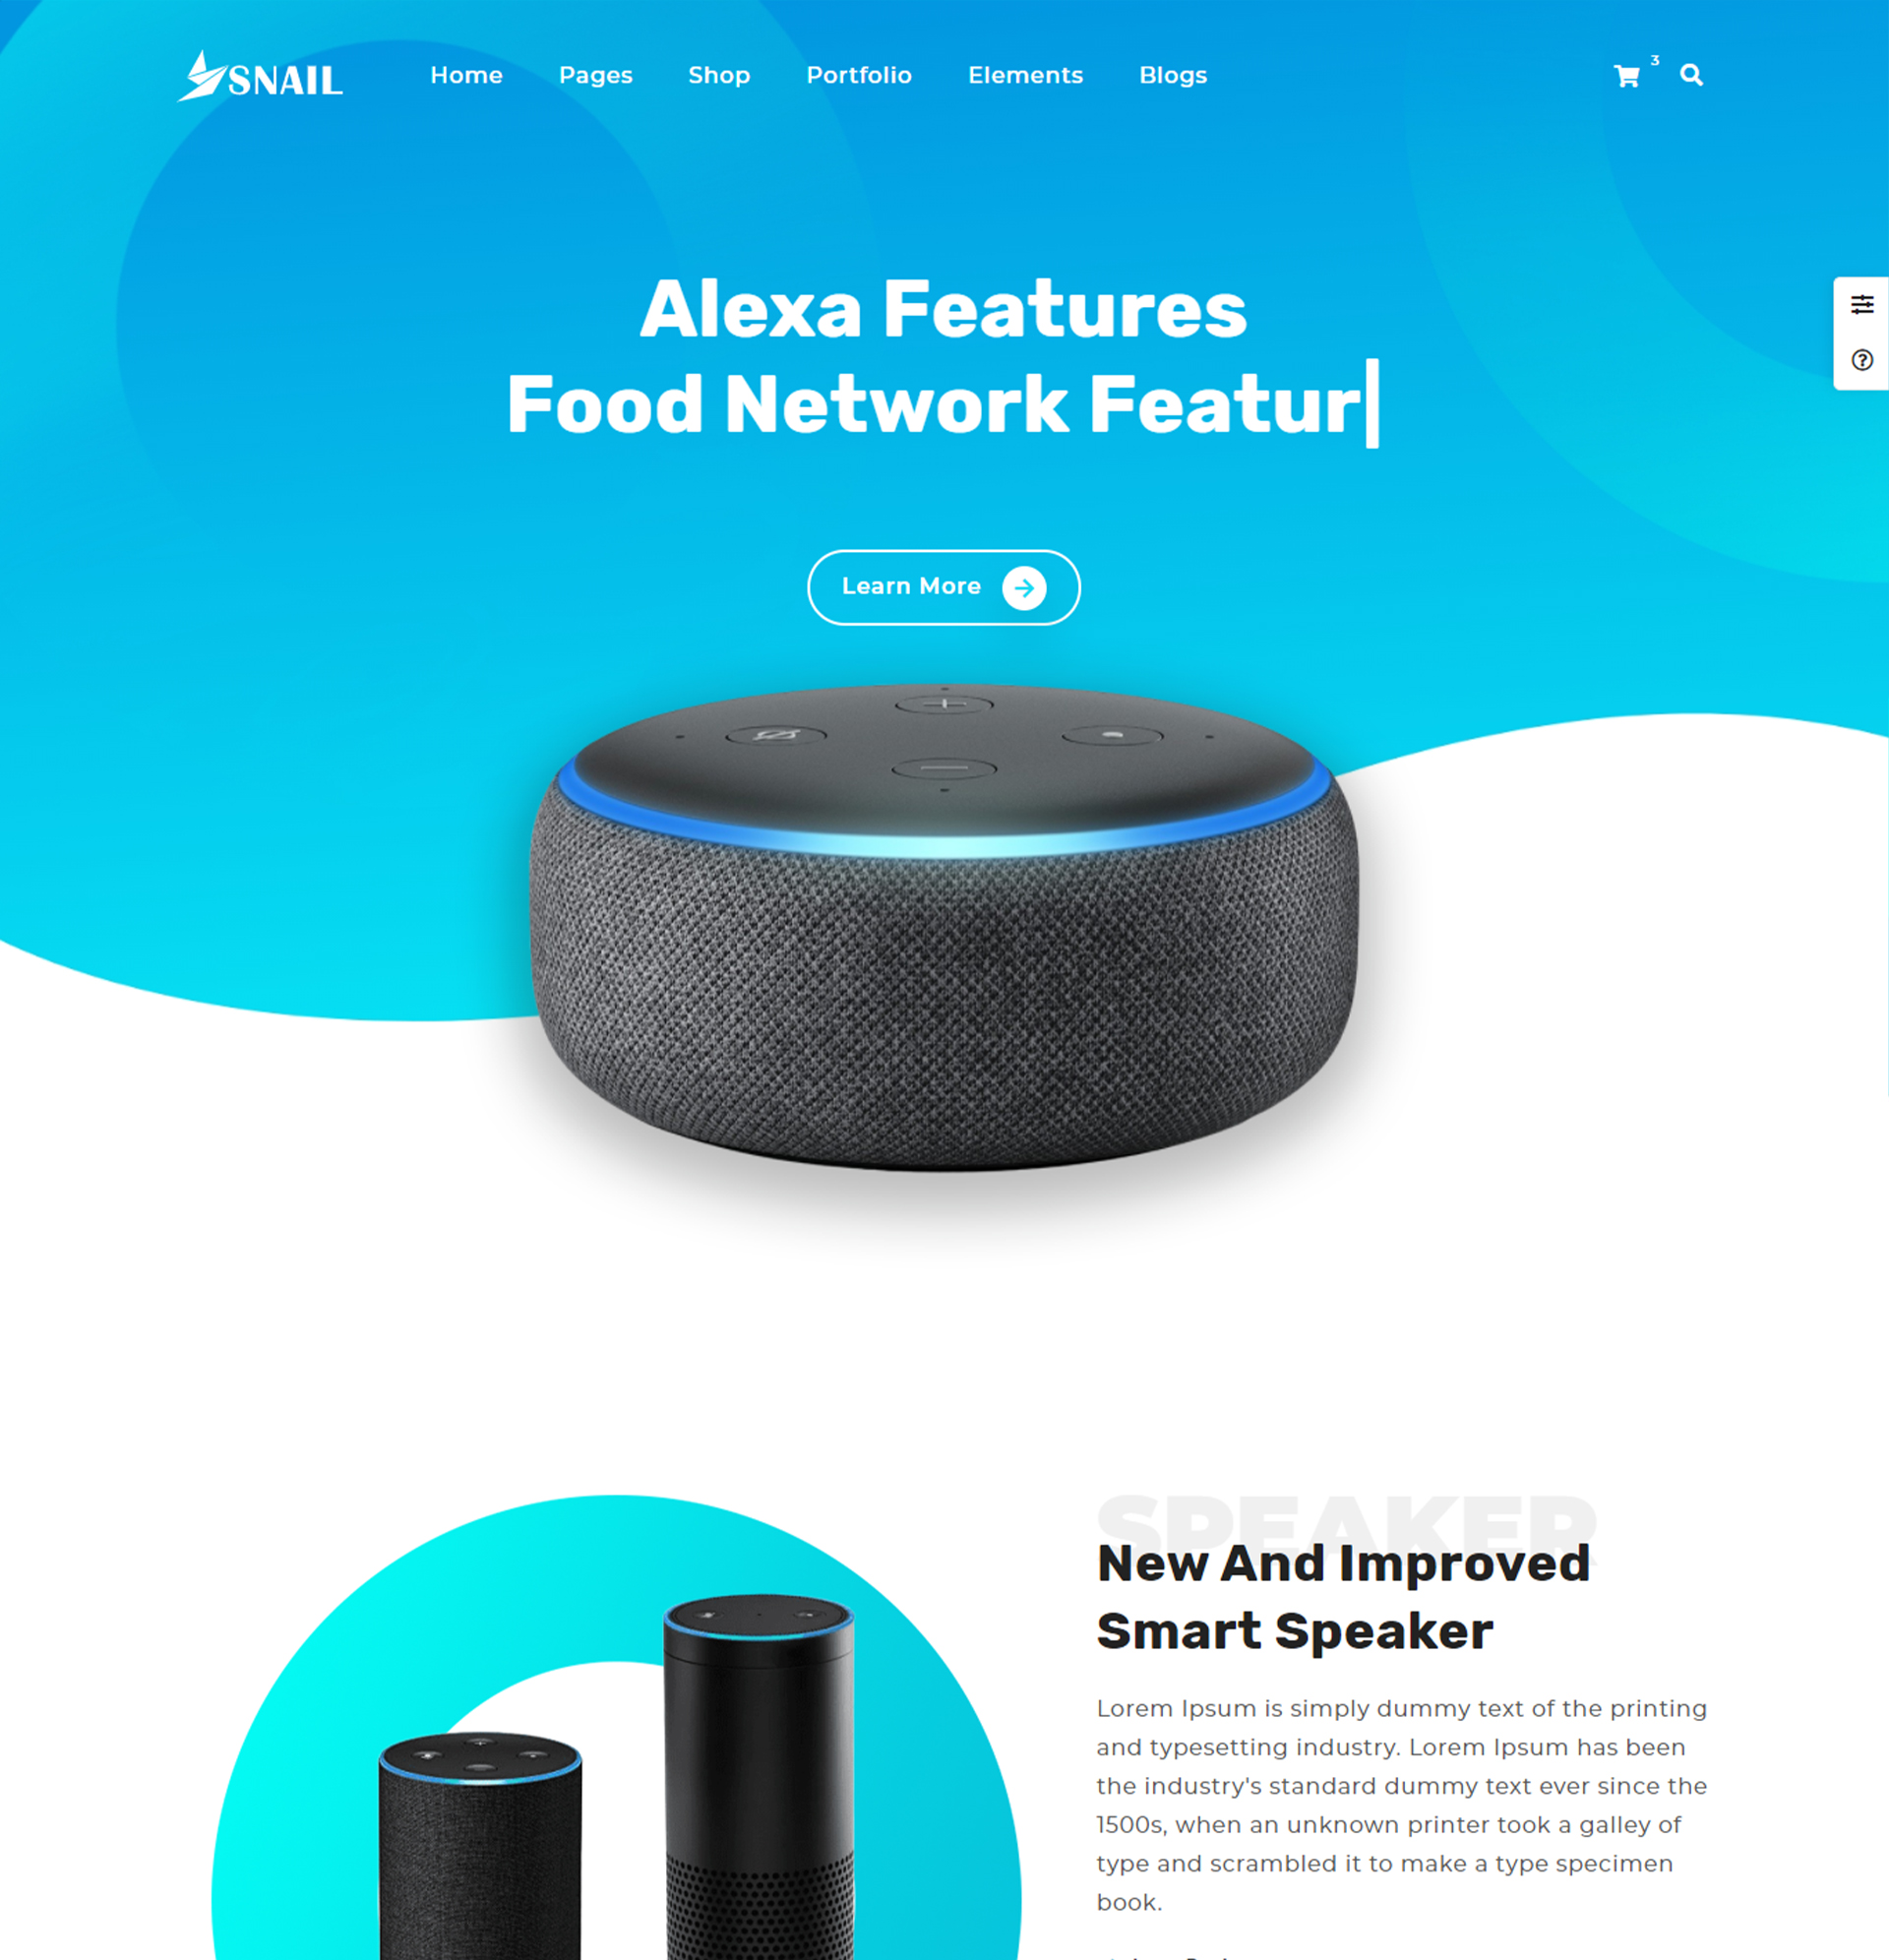 SNAIL
Home Pages Shop Portfolio Elements Blogs
3
Alexa Features
Food Network Featur
Learn More
SPEAKER
New And Improved
Smart Speaker
Lorem Ipsum is simply dummy text of the printing
and typesetting industry. Lorem Ipsum has been
the industry's standard dummy text ever since the
1500s, when an unknown printer took a galley of
type and scrambled it to make a type specimen
book.